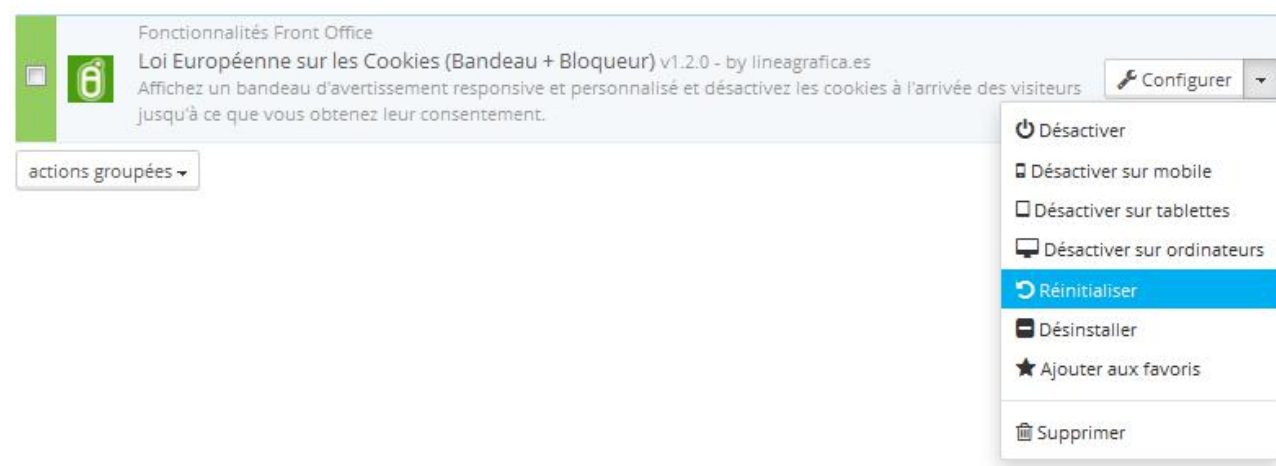 Fonctionnalités Front Office
Loi Européenne sur les Cookies (Bandeau + Bloqueur) v1.2.0 - by lineagrafica.es
Affichez un bandeau d'avertissement responsive et personnalisé et désactivez les cookies à l'arrivée des visiteurs
jusqu'à ce que vous obtenez leur consentement.
Configurer
Désactiver
actions groupées
Désactiver sur mobile
Désactiver sur tablettes
Désactiver sur ordinateurs
Réinitialiser
Désinstaller
Ajouter aux favoris
Supprimer